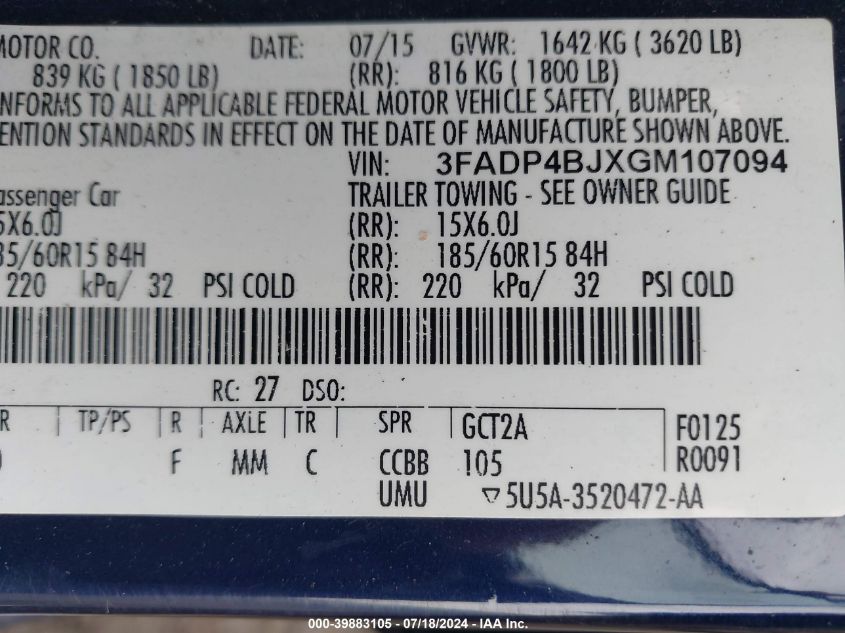 MOTOR CO. DATE: 07/15 GVWR: 1642 KG ( 3620 LB)
839 KG ( 1850 LB) (RR): 816 KG ( 1800 LB)
NFORMS TO ALL APPLICABLE FEDERAL MOTOR VEHICLE SAFETY, BUMPER,
ENTION STANDARDS IN EFFECT ON THE DATE OF MANUFACTURE SHOWN ABOVE.
VIN: 3FADP4BJXGM107094
assenger Car TRAILER TOWING - SEE OWNER GUIDE
5X6.0J (RR): 15X6.0J
85/60R15 84H (RR): 185/60R15 84H
220 kPa/ 32 PSI COLD (RR): 220 kPa/ 32 PSI COLD
RC: 27 DSO:
R TP/PS R AXLE TR SPR GCT2A F0125
F MM C CCBB 105 R0091
UMU ▽5U5A-3520472-AA
000-39883105 - 07/18/2024 - IAA Inc.